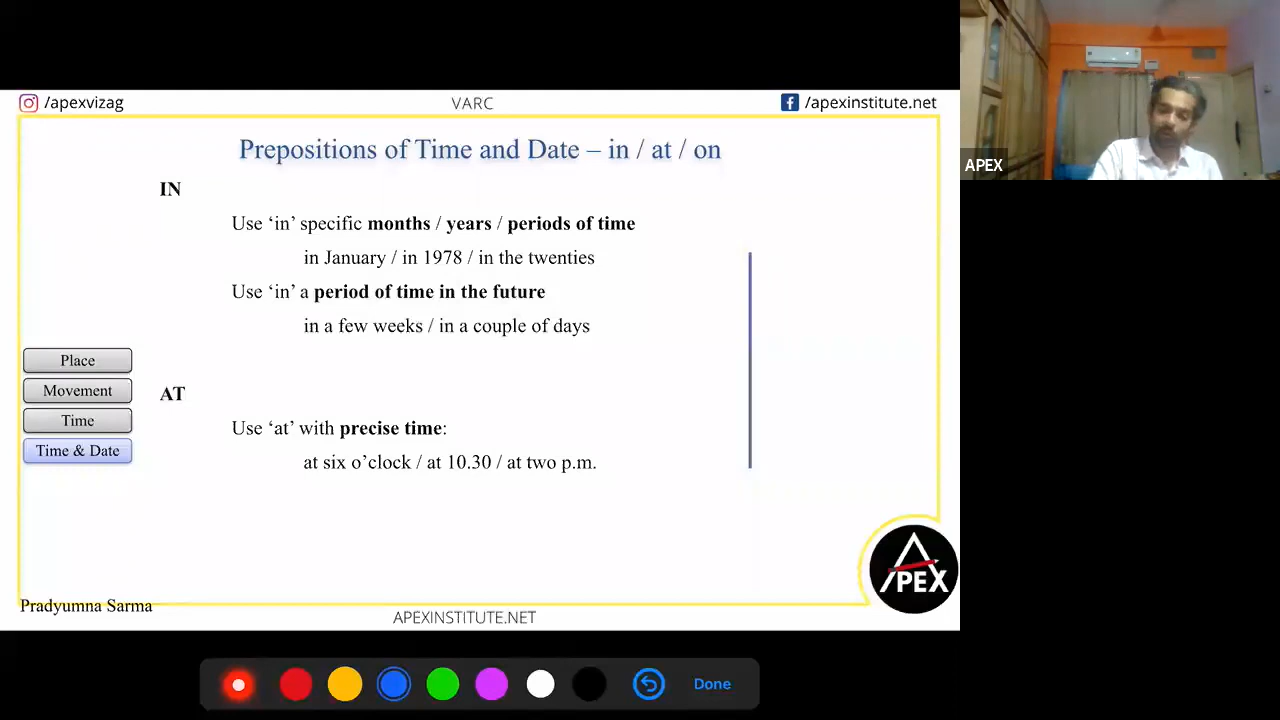 /apexvizag
VARC
/apexinstitute.net
Prepositions of Time and Date – in / at / on
IN
Use ‘in’ specific months / years / periods of time
in January / in 1978 / in the twenties
Use ‘in’ a period of time in the future
in a few weeks / in a couple of days
Place
Movement
Time
Time & Date
AT
Use ‘at’ with precise time:
at six o’clock / at 10.30 / at two p.m.
APEX
Pradyumna Sarma
APEXINSTITUTE.NET
Done
APEX